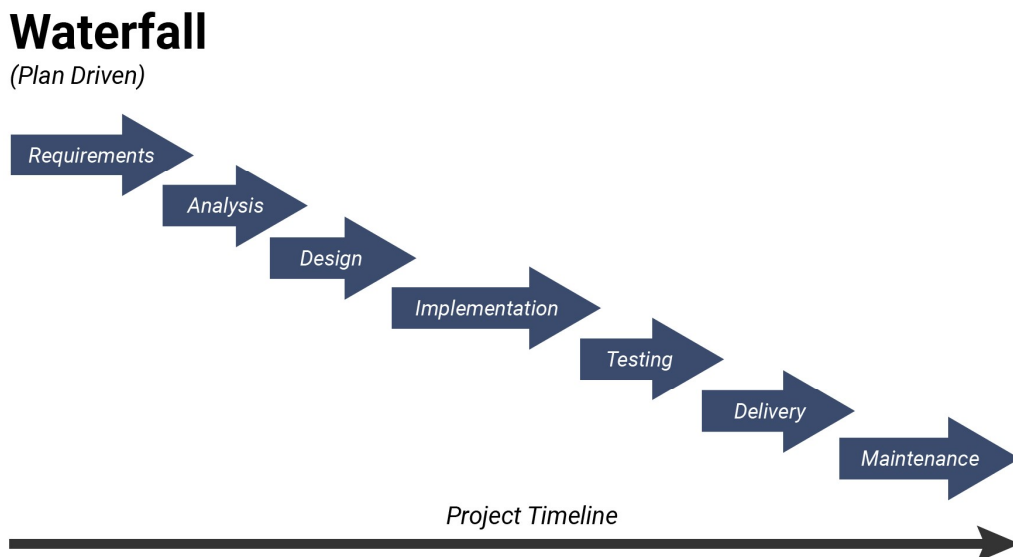 Waterfall
(Plan Driven)
Requirements
Analysis
Design
Implementation
Testing
Delivery
Maintenance
Project Timeline